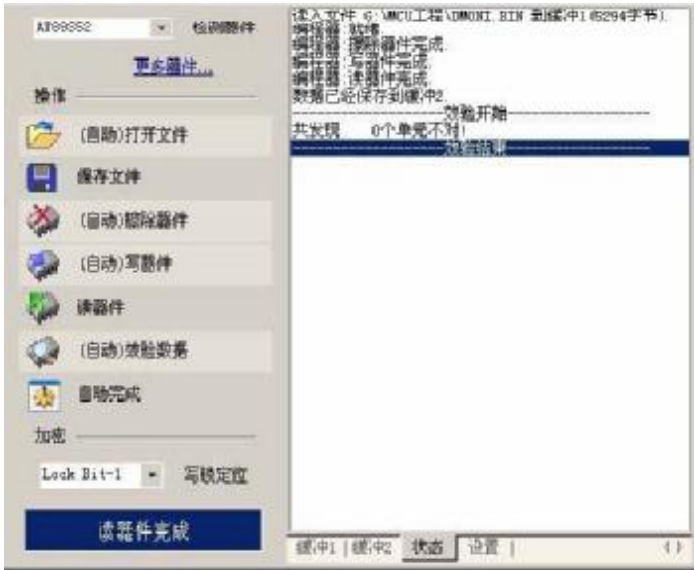 AT89S52 检测器件
更多器件...
操作
(自动)打开文件
保存文件
(自动)擦除器件
(自动)写器件
读器件
(自动)效验数据
自动完成
加密
Lock Bit-1 写锁定位
读器件完成
读入文件 G:\MCU工程\DMONI.BIN 到缓冲1(5294字节).
编程器:就绪
编程器:擦除器件完成.
编程器:写器件完成.
编程器:读器件完成.
数据已经保存到缓冲2.
--------------------效验开始--------------------
共发现 0个单元不对!
--------------------效验结束--------------------
缓冲1 缓冲2 状态 设置